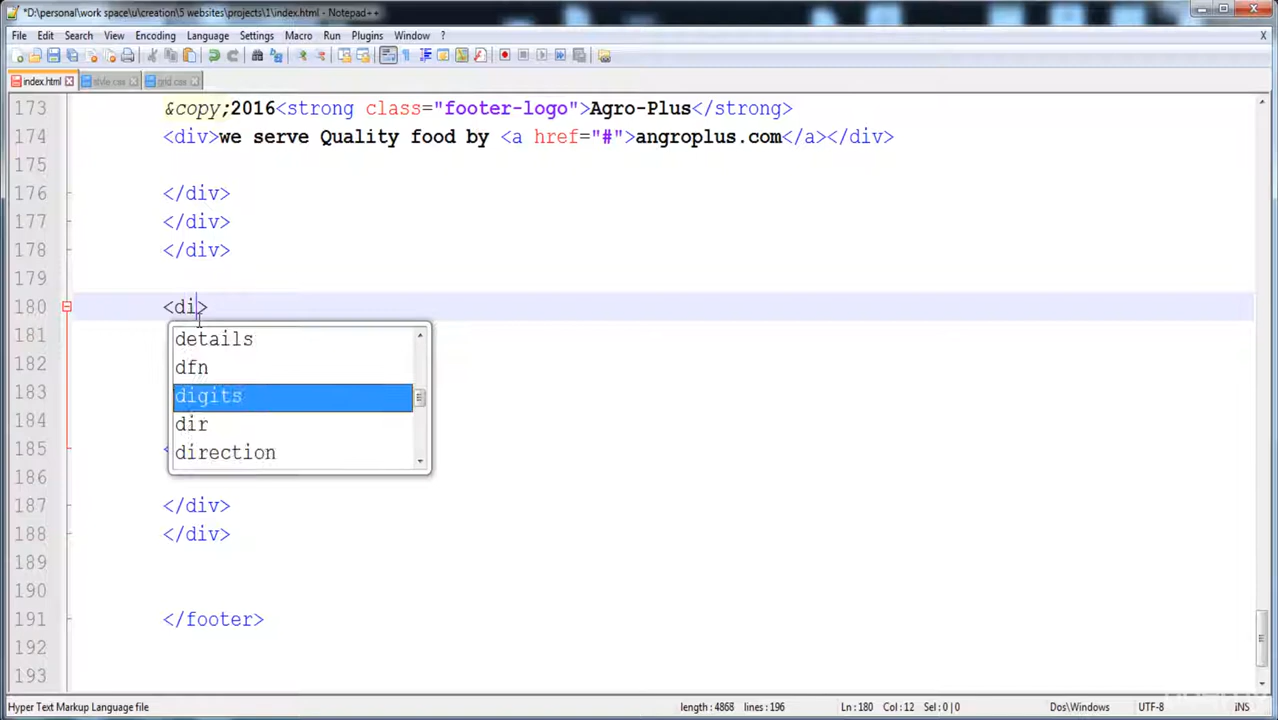 *D:\personal\work space\u\creation\5 websites\projects\1\index.html - Notepad++
File Edit Search View Encoding Language Settings Macro Run Plugins Window ? X
index.html style.css grid.css
173 &copy;2016<strong class="footer-logo">Agro-Plus</strong>
174 <div>we serve Quality food by <a href="#">angroplus.com</a></div>
175
176 </div>
177 </div>
178 </div>
179
180 <di>
181 details
182 dfn
183 digits
184 dir
185 < direction
186
187 </div>
188 </div>
189
190
191 </footer>
192
193
Hyper Text Markup Language file length : 4868 lines : 196 Ln : 180 Col : 12 Sel : 0 | 0 Dos\Windows UTF-8 INS